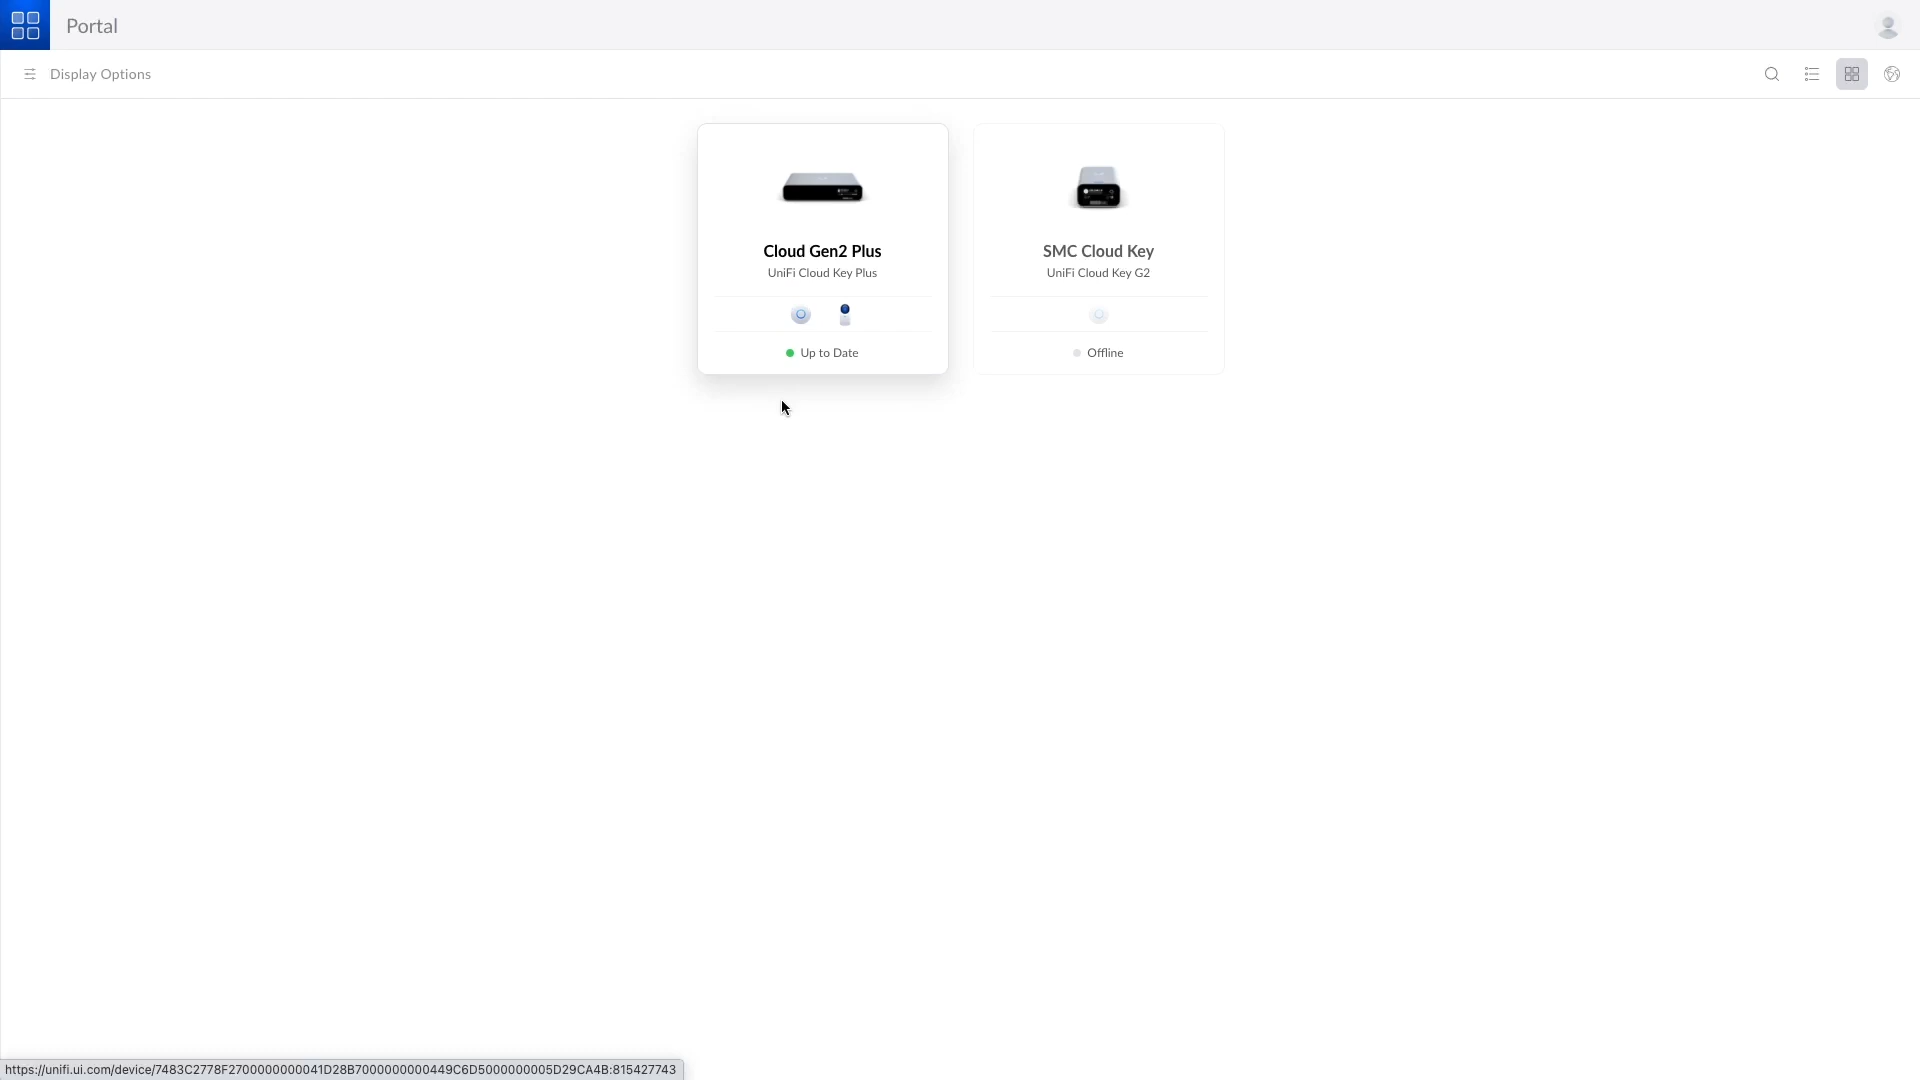 Portal
Display Options
Cloud Gen2 Plus
UniFi Cloud Key Plus
Up to Date
SMC Cloud Key
UniFi Cloud Key G2
Offline
https://unifi.ui.com/device/7483C2778F2700000000041D28B7000000000449C6D5000000005D29CA4B:815427743